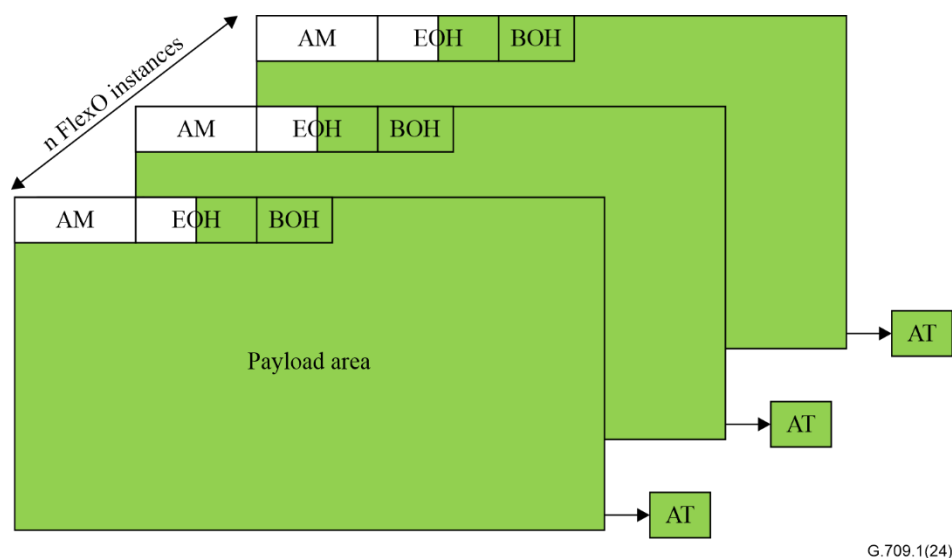 AM EOH BOH
n FlexO instances
AM EOH BOH
AM EOH BOH
AT
Payload area
AT
AT
G.709.1(24)